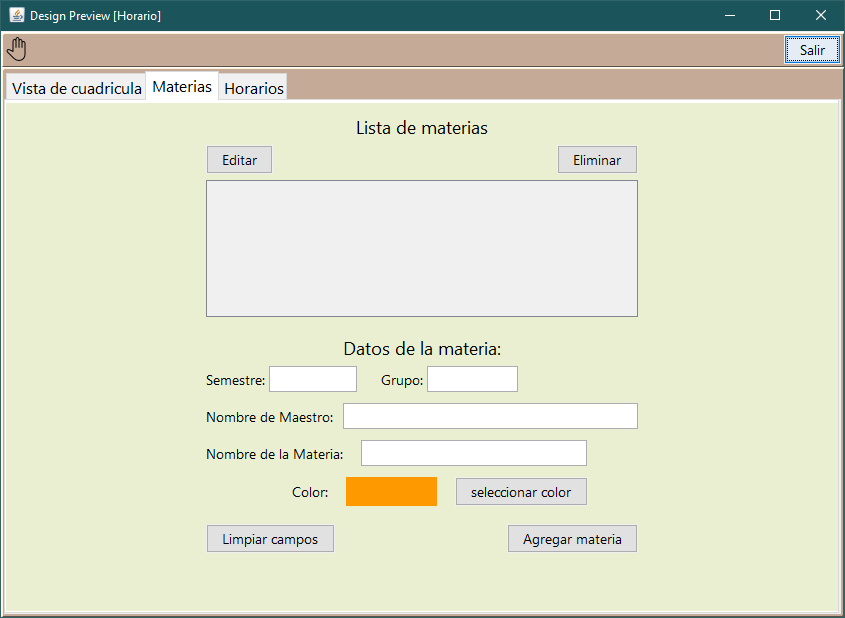 Design Preview [Horario]
Salir
Vista de cuadricula Materias Horarios
Lista de materias
Editar Eliminar
Datos de la materia:
Semestre: Grupo:
Nombre de Maestro:
Nombre de la Materia:
Color: seleccionar color
Limpiar campos Agregar materia